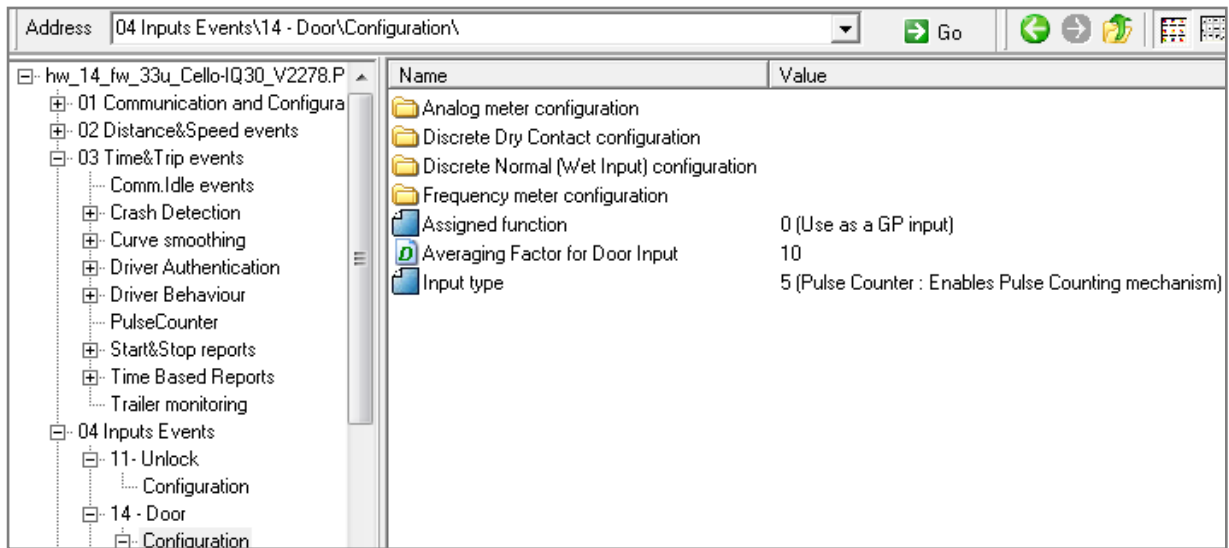 Address 04 Inputs Events\14 - Door\Configuration\ Go
hw_14_fw_33u_Cello-IQ30_V2278.P
01 Communication and Configura
02 Distance&Speed events
03 Time&Trip events
Comm.Idle events
Crash Detection
Curve smoothing
Driver Authentication
Driver Behaviour
PulseCounter
Start&Stop reports
Time Based Reports
Trailer monitoring
04 Inputs Events
11- Unlock
Configuration
14 - Door
Configuration
Name Value
Analog meter configuration
Discrete Dry Contact configuration
Discrete Normal (Wet Input) configuration
Frequency meter configuration
Assigned function 0 (Use as a GP input)
D Averaging Factor for Door Input 10
Input type 5 (Pulse Counter : Enables Pulse Counting mechanism)